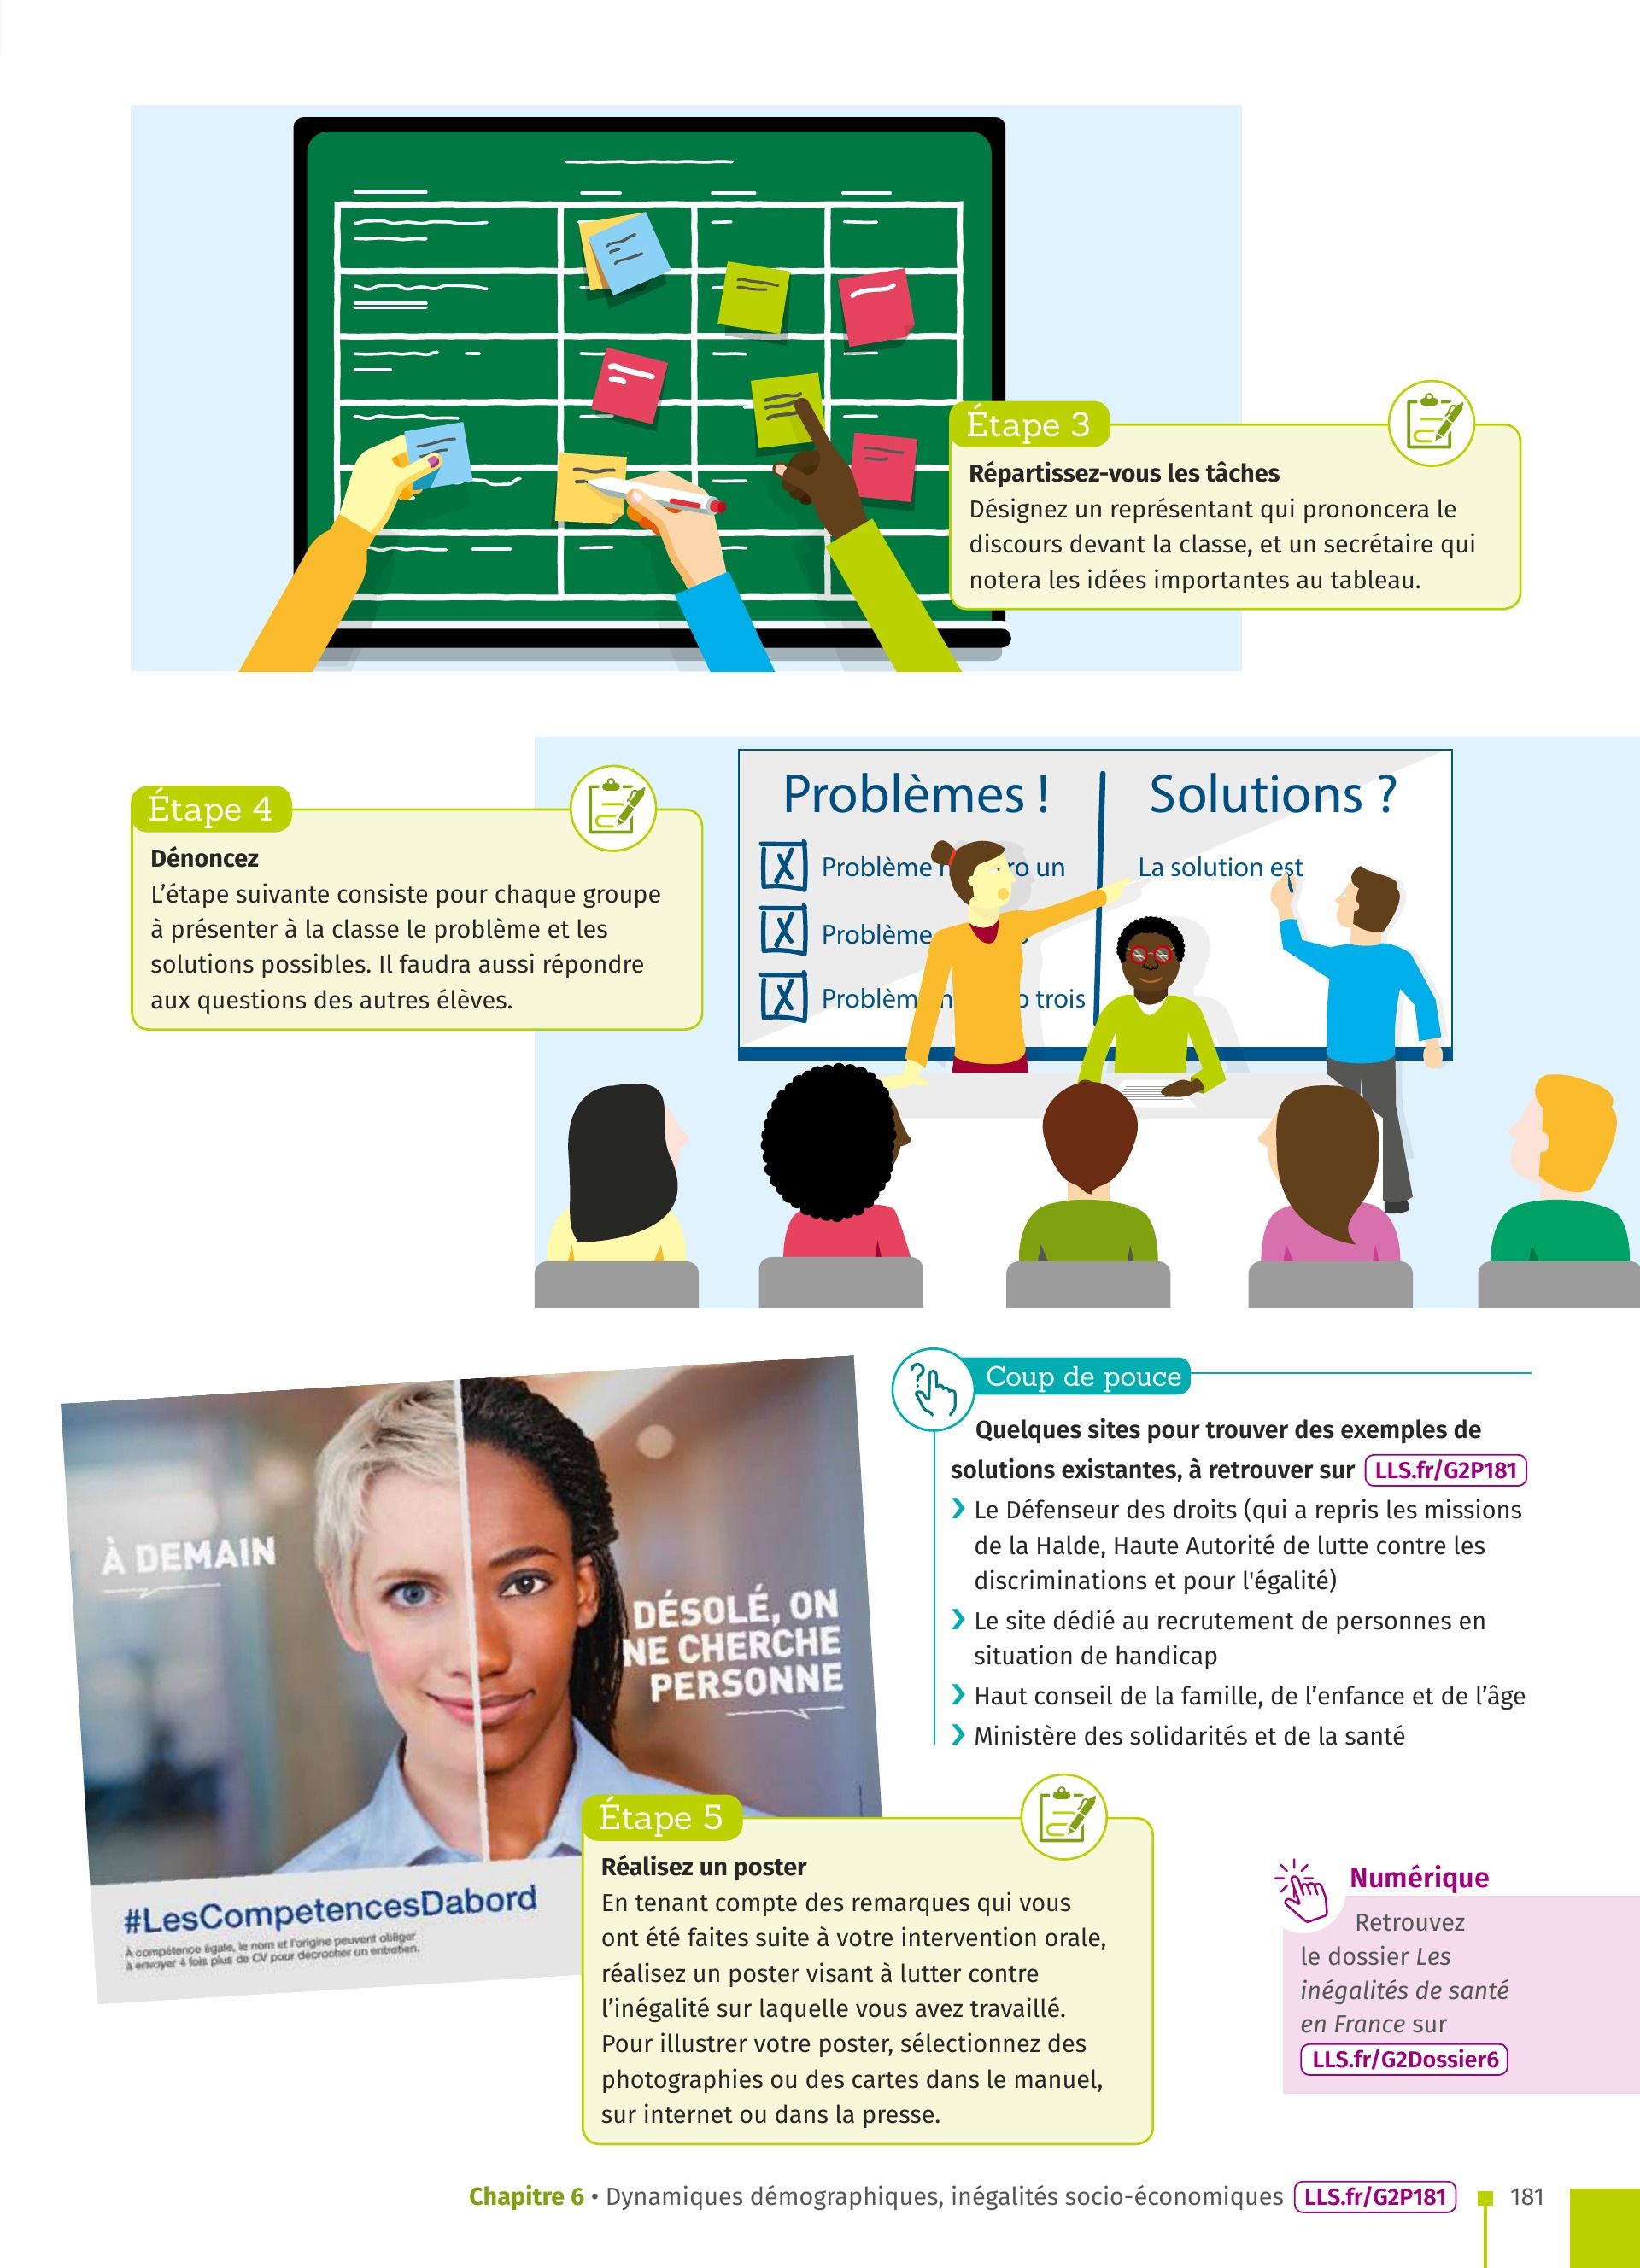 Étape 3
Répartissez-vous les tâches
Désignez un représentant qui prononcera le
discours devant la classe, et un secrétaire qui
notera les idées importantes au tableau.
Étape 4
Dénoncez
L’étape suivante consiste pour chaque groupe
à présenter à la classe le problème et les
solutions possibles. Il faudra aussi répondre
aux questions des autres élèves.
Problèmes !
Problème un
Problème
trois
Solutions ?
La solution est
À DEMAIN
DÉSOLÉ, ON
NE CHERCHE
PERSONNE
#LesCompetencesDabord
À compétence égale, le nom et l'origine peuvent obliger
à envoyer 4 fois plus de CV pour décrocher un entretien.
Coup de pouce
Quelques sites pour trouver des exemples de
solutions existantes, à retrouver sur LLS.fr/G2P181
❯ Le Défenseur des droits (qui a repris les missions
de la Halde, Haute Autorité de lutte contre les
discriminations et pour l'égalité)
❯ Le site dédié au recrutement de personnes en
situation de handicap
❯ Haut conseil de la famille, de l’enfance et de l’âge
❯ Ministère des solidarités et de la santé
Étape 5
Réalisez un poster
En tenant compte des remarques qui vous
ont été faites suite à votre intervention orale,
réalisez un poster visant à lutter contre
l’inégalité sur laquelle vous avez travaillé.
Pour illustrer votre poster, sélectionnez des
photographies ou des cartes dans le manuel,
sur internet ou dans la presse.
Numérique
Retrouvez
le dossier Les
inégalités de santé
en France sur
LLS.fr/G2Dossier6
Chapitre 6 • Dynamiques démographiques, inégalités socio-économiques LLS.fr/G2P181 181